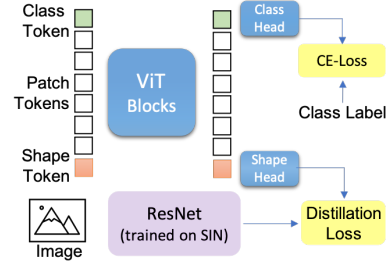 Class
Token
Patch
Tokens
Shape
Token
Image
ViT
Blocks
ResNet
(trained on SIN)
Class
Head
CE-Loss
Class Label
Shape
Head
Distillation
Loss